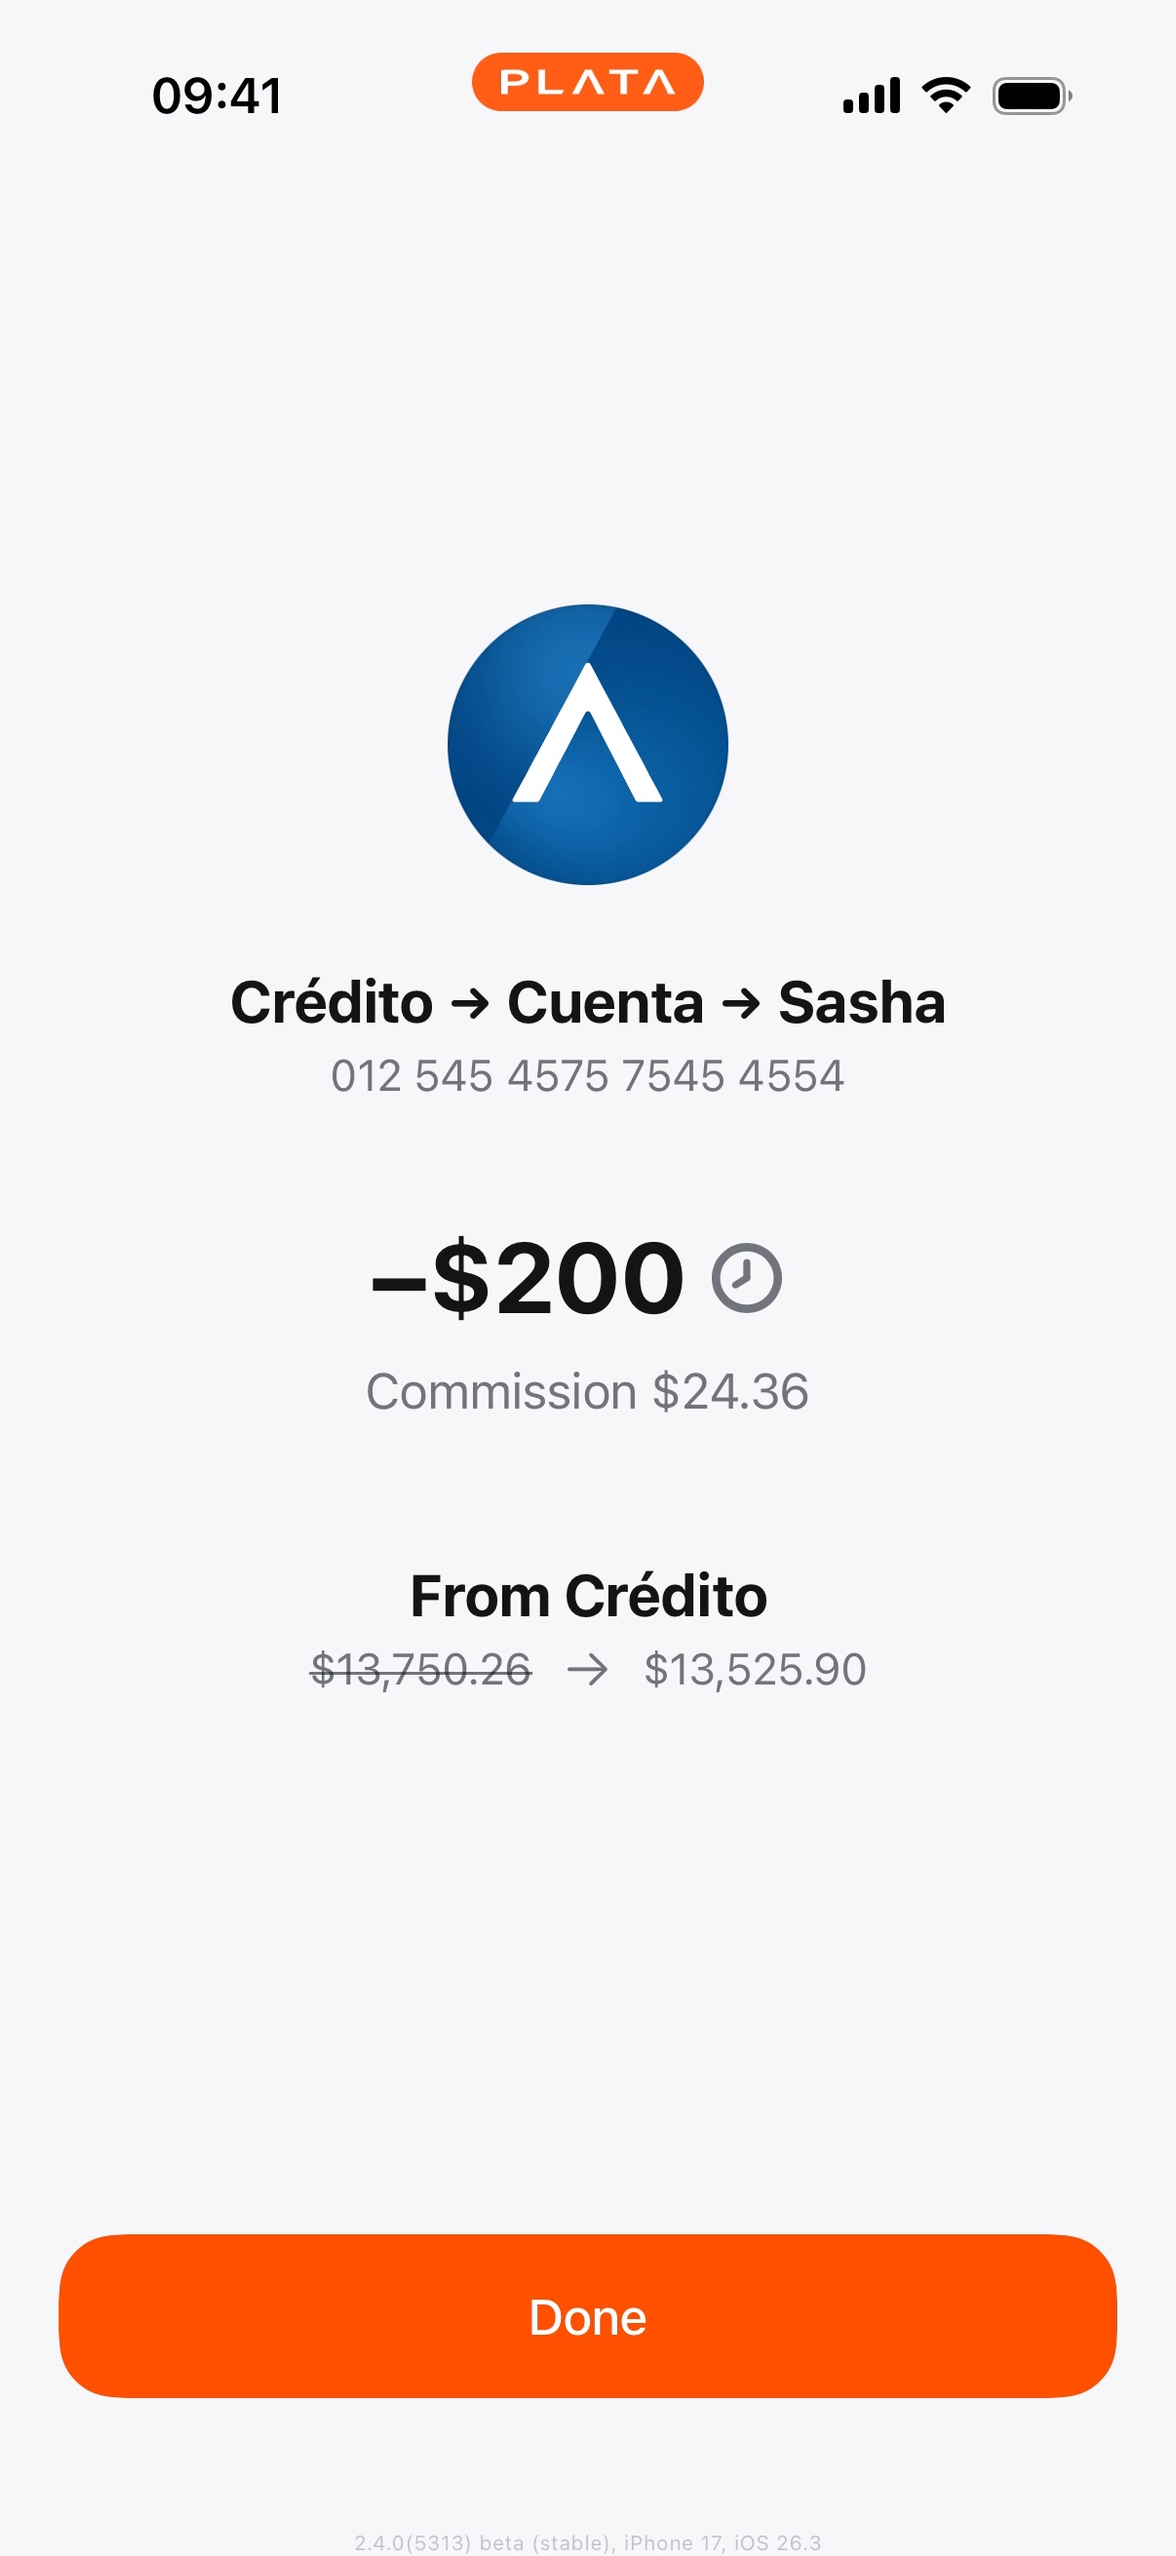 09:41
PLATA
Crédito → Cuenta → Sasha
012 545 4575 7545 4554
–$200
Commission $24.36
From Crédito
$13,750.26 → $13,525.90
Done
2.4.0(5313) beta (stable), iPhone 17, iOS 26.3